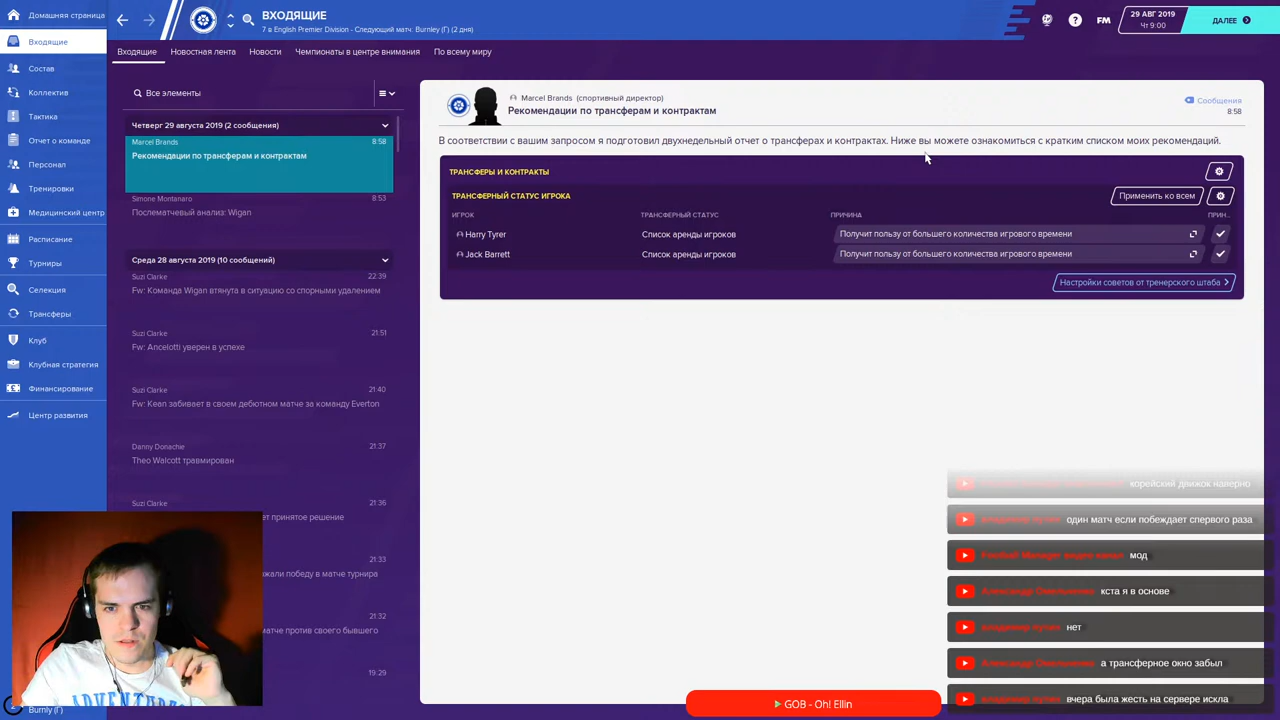 Домашняя страница
Входящие
Состав
Коллектив
Тактика
Отчет о команде
Персонал
Тренировки
Медицинский центр
Расписание
Турниры
Селекция
Трансферы
Клуб
Клубная стратегия
Финансирование
Центр развития
Burnly (Г)
ВХОДЯЩИЕ
7 в English Premier Division - Следующий матч: Burnley (Г) (2 дня)
FM
29 АВГ 2019
Чт 9:00
ДАЛЕЕ
Входящие
Новостная лента
Новости
Чемпионаты в центре внимания
По всему миру
Все элементы
Четверг 29 августа 2019 (2 сообщения)
Marcel Brands 8:58
Рекомендации по трансферам и контрактам
Simone Montanaro 8:53
Послематчевый анализ: Wigan
Среда 28 августа 2019 (10 сообщений)
Suzi Clarke 22:39
Fw: Команда Wigan втянута в ситуацию со спорными удалением
Suzi Clarke 21:51
Fw: Ancelotti уверен в успехе
Suzi Clarke 21:40
Fw: Kean забивает в своем дебютном матче за команду Everton
Danny Donachie 21:37
Theo Walcott травмирован
Suzi Clarke 21:36
ет принятое решение
21:33
жали победу в матче турнира
21:32
матче против своего бывшего
19:29
Marcel Brands (спортивный директор)
Рекомендации по трансферам и контрактам
Сообщения
8:58
В соответствии с вашим запросом я подготовил двухнедельный отчет о трансферах и контрактах. Ниже вы можете ознакомиться с кратким списком моих рекомендаций.
ТРАНСФЕРЫ И КОНТРАКТЫ
ТРАНСФЕРНЫЙ СТАТУС ИГРОКА
Применить ко всем
ИГРОК ТРАНСФЕРНЫЙ СТАТУС ПРИЧИНА ПРИН...
Harry Tyrer Список аренды игроков Получит пользу от большего количества игрового времени
Jack Barrett Список аренды игроков Получит пользу от большего количества игрового времени
Настройки советов от тренерского штаба
корейский движок наверно
один матч если побеждает спервого раза
Football Manager видео канал мод
кста я в основе
нет
а трансферное окно забыл
вчера была жесть на сервере искла
GOB - Oh! Ellin
ADVENTURE